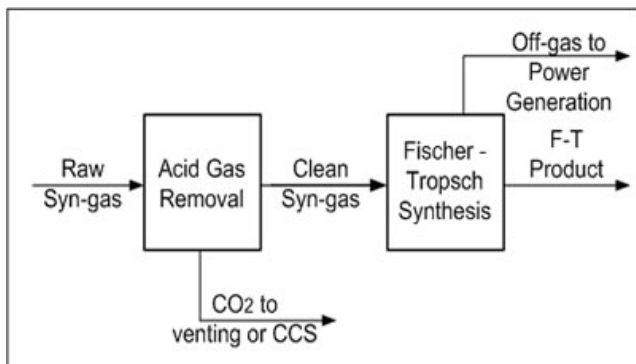 Raw
Syn-gas
Acid Gas
Removal
CO2 to
venting or CCS
Clean
Syn-gas
Fischer -
Tropsch
Synthesis
Off-gas to
Power
Generation
F-T
Product